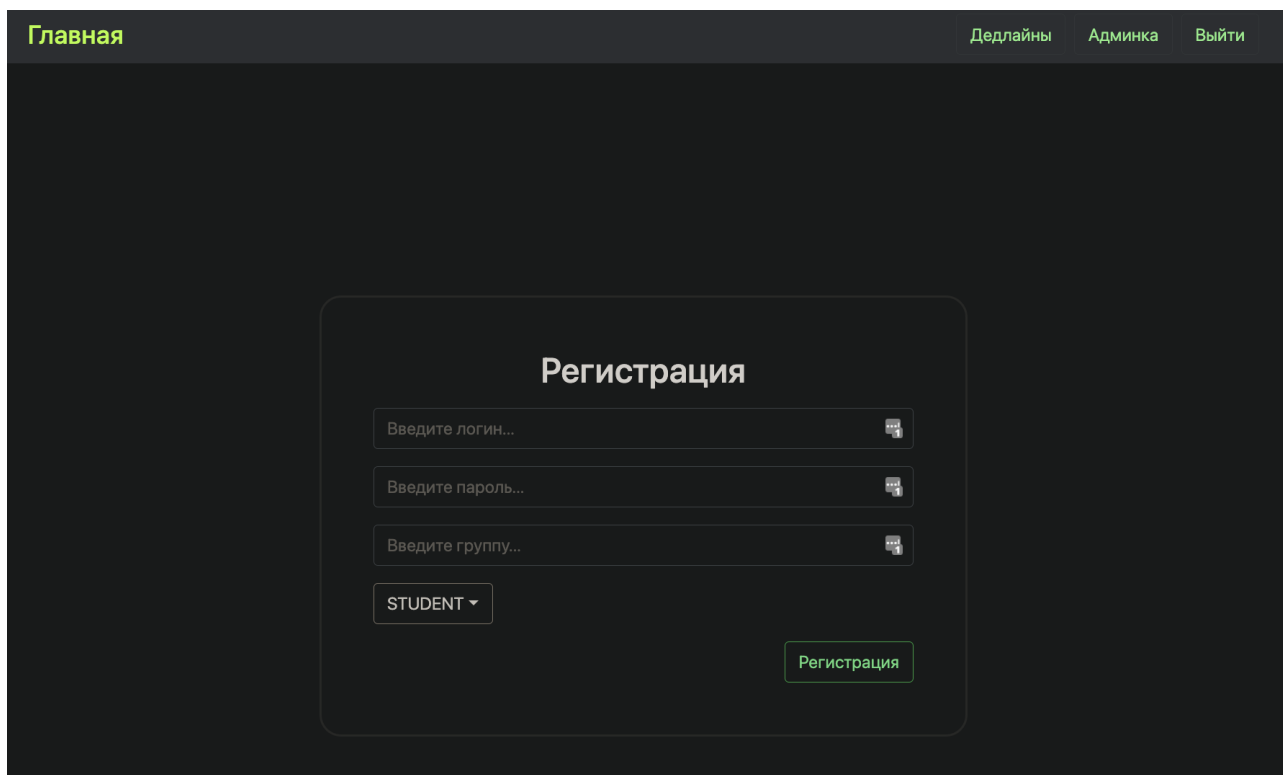 Главная
Дедлайны
Админка
Выйти
Регистрация
Введите логин...
Введите пароль...
Введите группу...
STUDENT
Регистрация